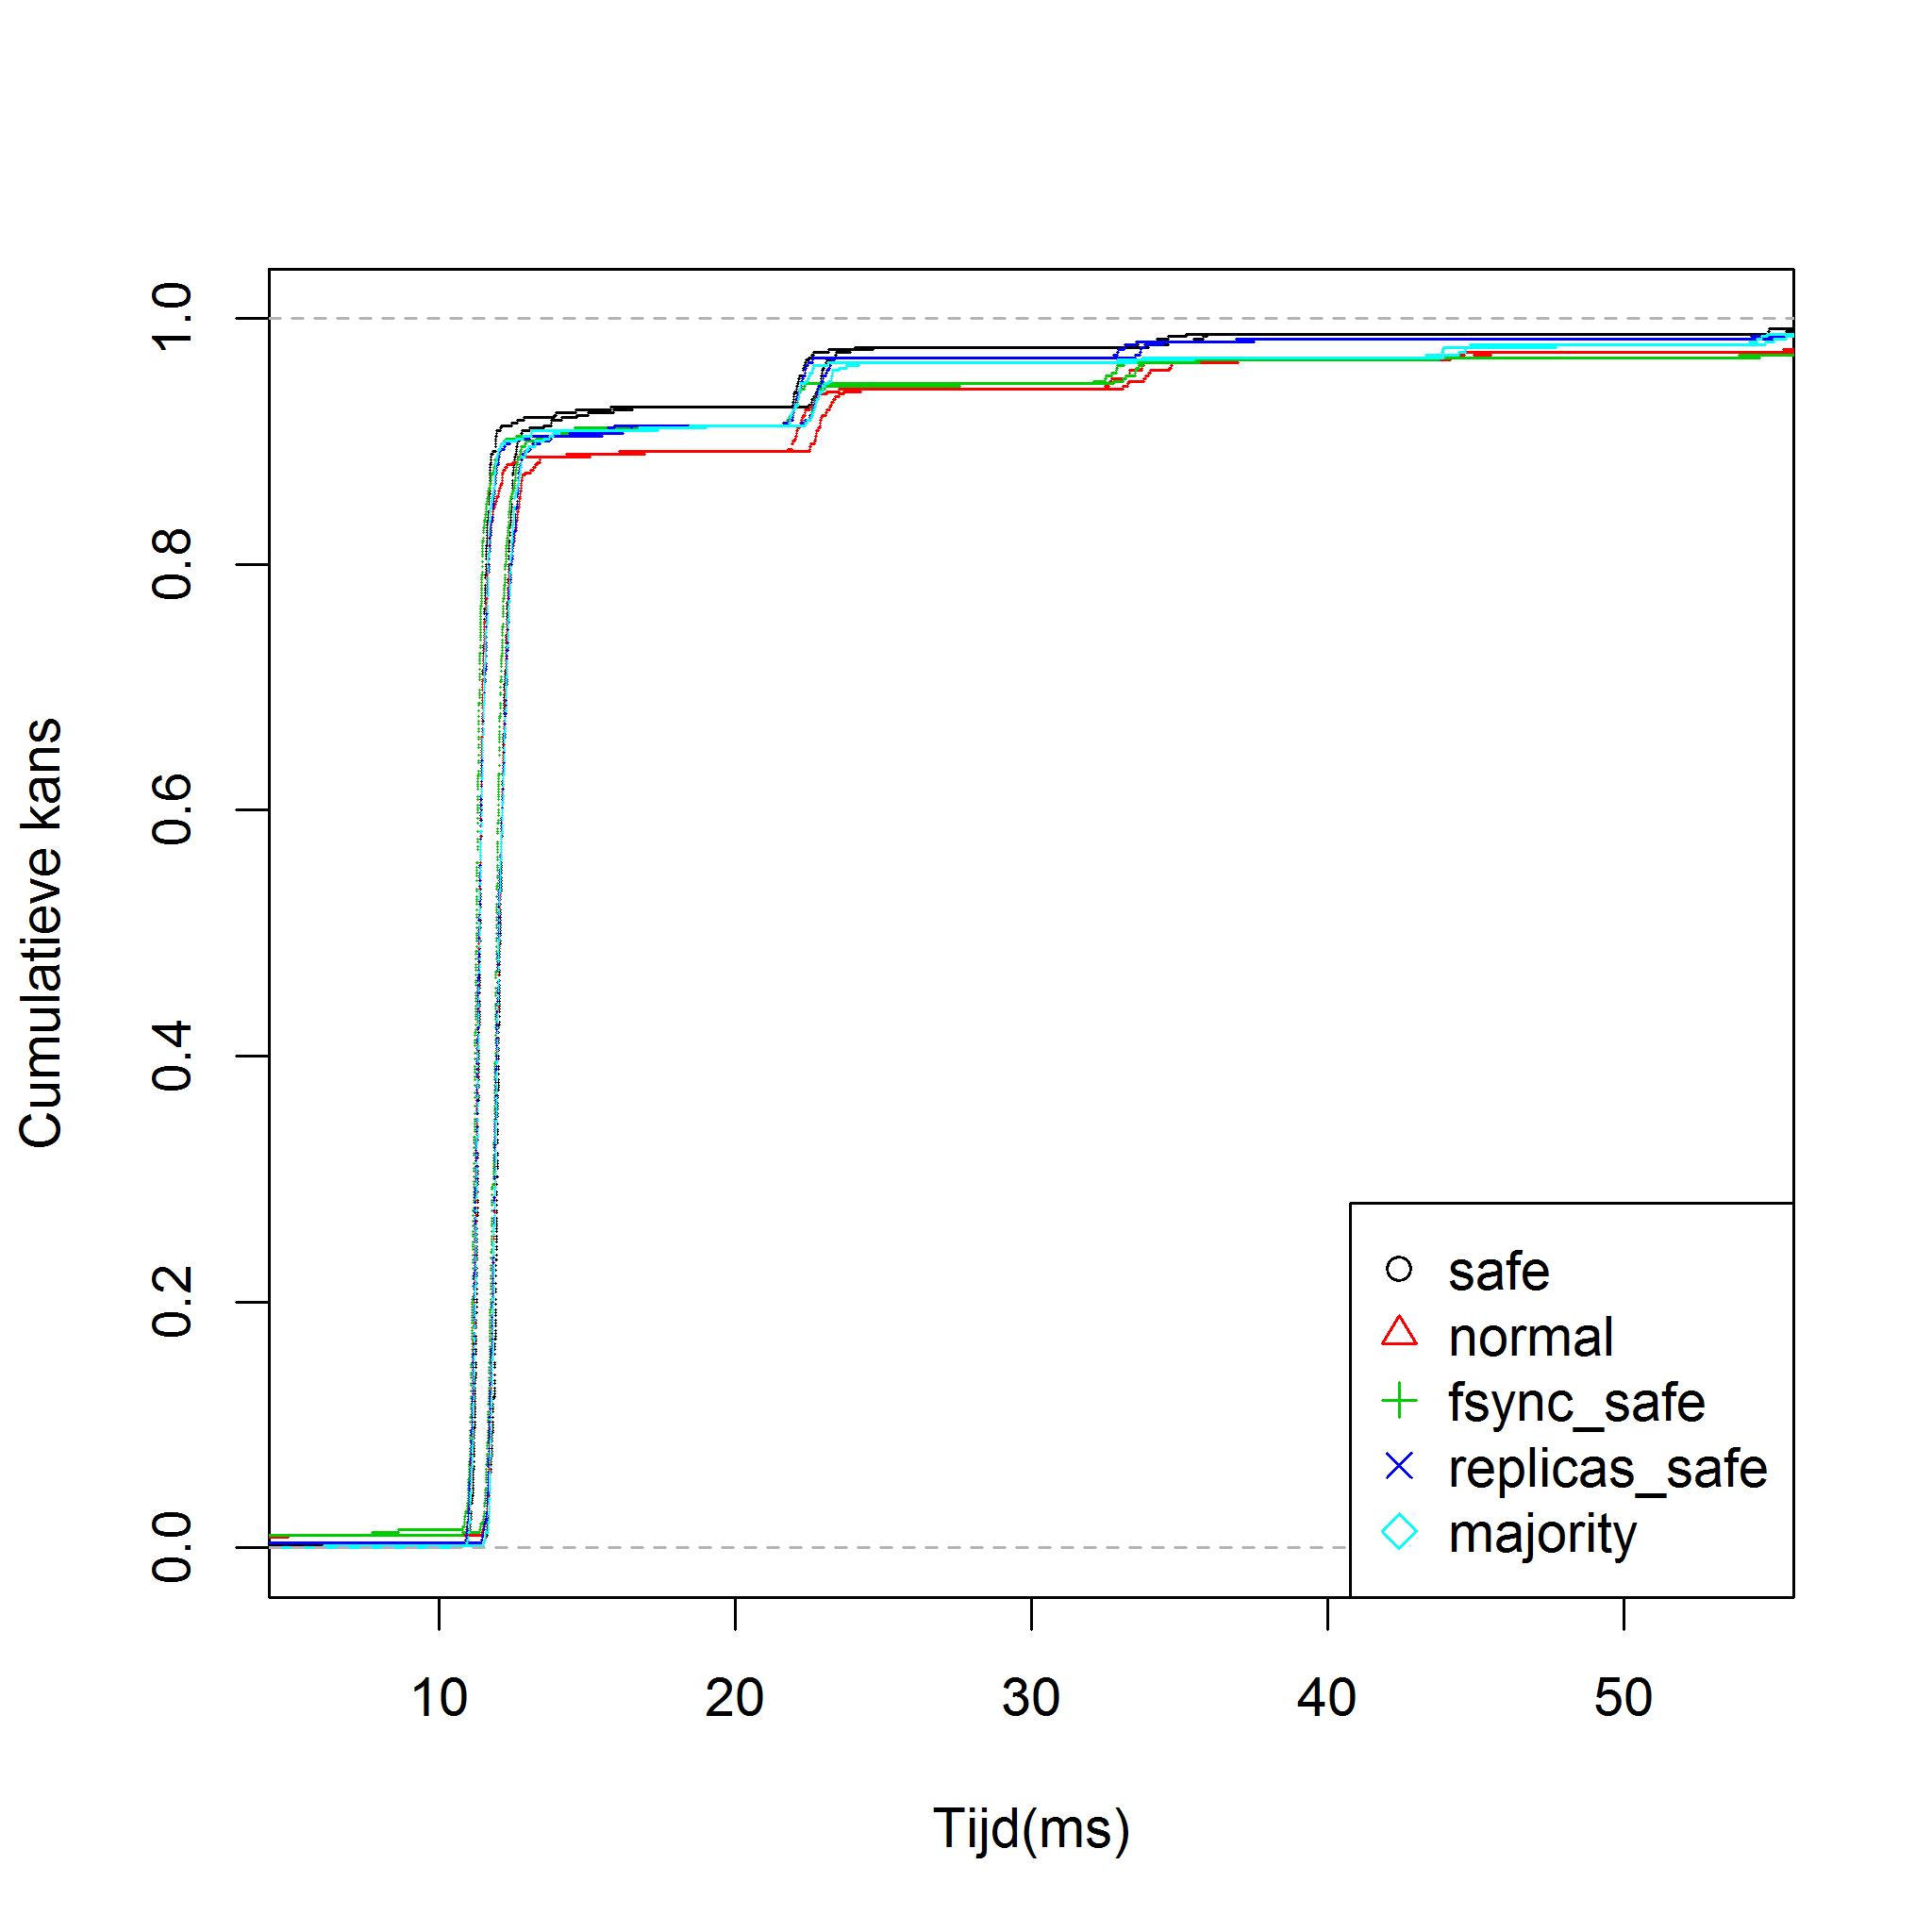 Cumulatieve kans
1.0
0.8
0.6
0.4
0.2
0.0
10 20 30 40 50
Tijd(ms)
safe
normal
fsync_safe
replicas_safe
majority